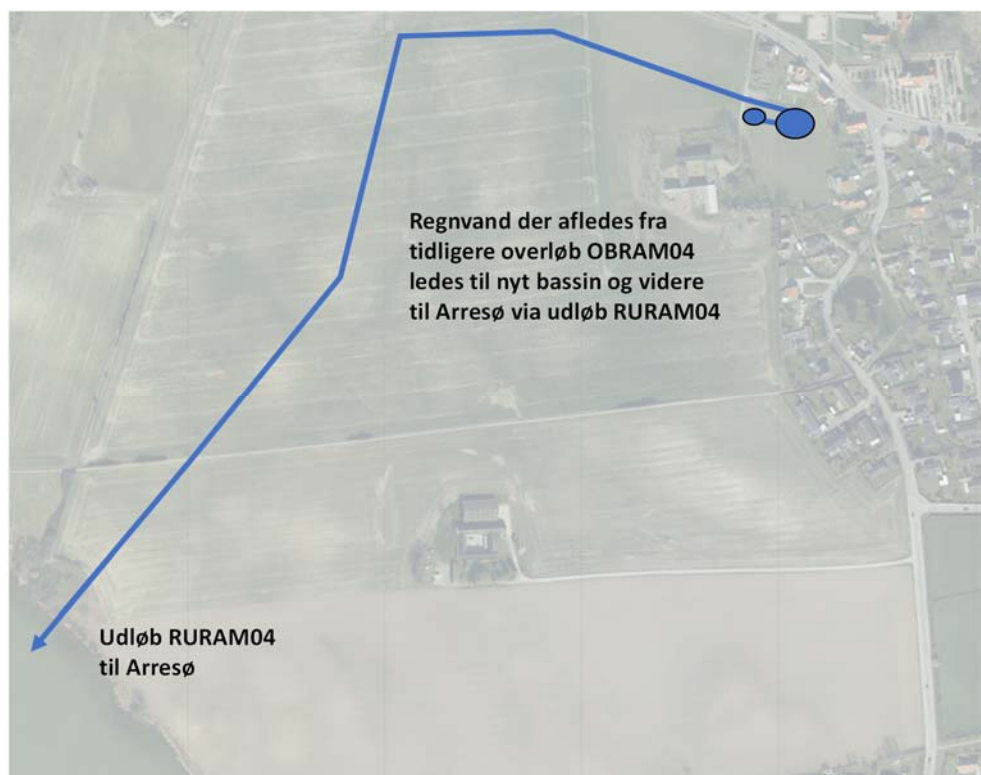 Regnvand der afledes fra
tidligere overløb OBRAM04
ledes til nyt bassin og videre
til Arresø via udløb RURAM04
Udløb RURAM04
til Arresø